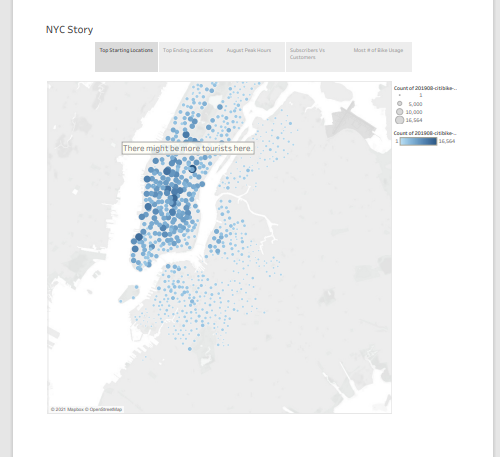 NYC Story
Top Starting Locations
Top Ending Locations
August Peak Hours
Subscribers Vs
Customers
Most # of Bike Usage
Count of 201908-citibike-..
1
5,000
10,000
16,564
Count of 201908-citibike-..
1 16,564
There might be more tourists here.
© 2021 Mapbox © OpenStreetMap